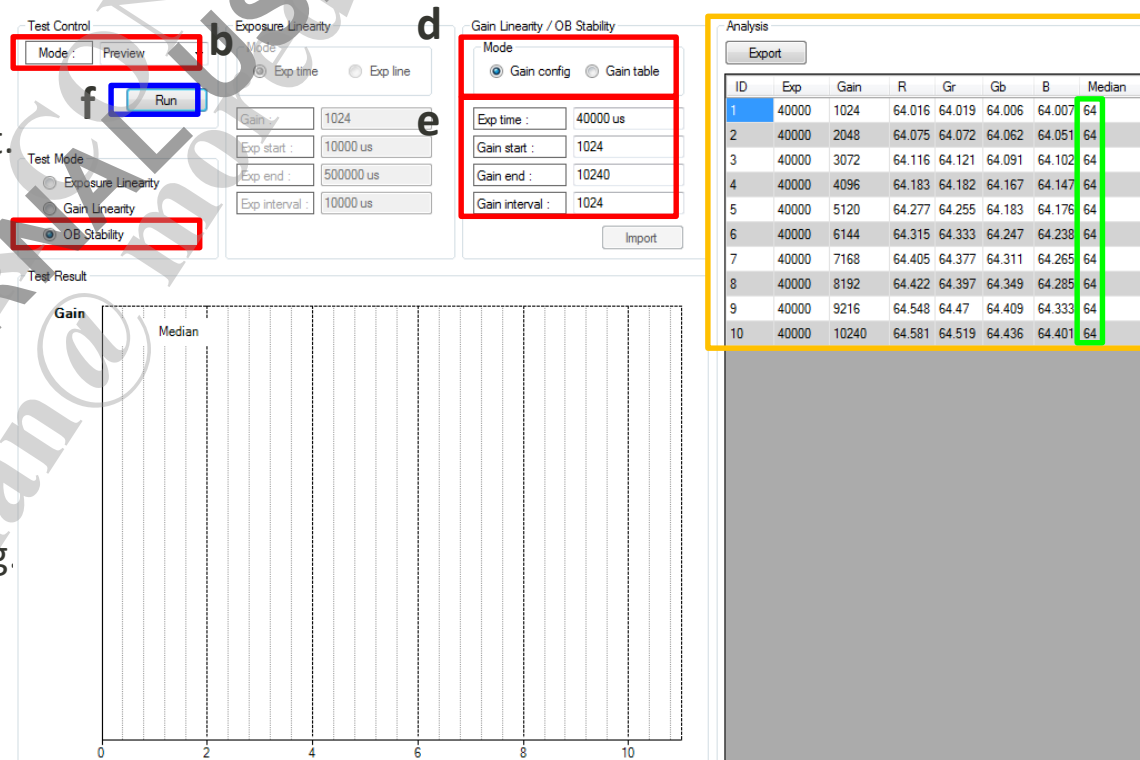 Test Control
Mode : Preview
b
f
Run
t.
Test Mode
Exposure Linearity
Gain Linearity
OB Stability
Exposure Linearity
Mode
Exp time Exp line
Gain : 1024
Exp start : 10000 us
Exp end : 500000 us
Exp interval : 10000 us
d
Gain Linearity / OB Stability
Mode
Gain config Gain table
e
Exp time : 40000 us
Gain start : 1024
Gain end : 10240
Gain interval : 1024
Import
Analysis
Export
ID Exp Gain R Gr Gb B Median
1 40000 1024 64.016 64.019 64.006 64.007 64
2 40000 2048 64.075 64.072 64.062 64.051 64
3 40000 3072 64.116 64.121 64.091 64.102 64
4 40000 4096 64.183 64.182 64.167 64.147 64
5 40000 5120 64.277 64.255 64.183 64.176 64
6 40000 6144 64.315 64.333 64.247 64.238 64
7 40000 7168 64.405 64.377 64.311 64.265 64
8 40000 8192 64.422 64.397 64.349 64.285 64
9 40000 9216 64.548 64.47 64.409 64.333 64
10 40000 10240 64.581 64.519 64.436 64.401 64
Test Result
Gain
Median
g.
0 2 4 6 8 10